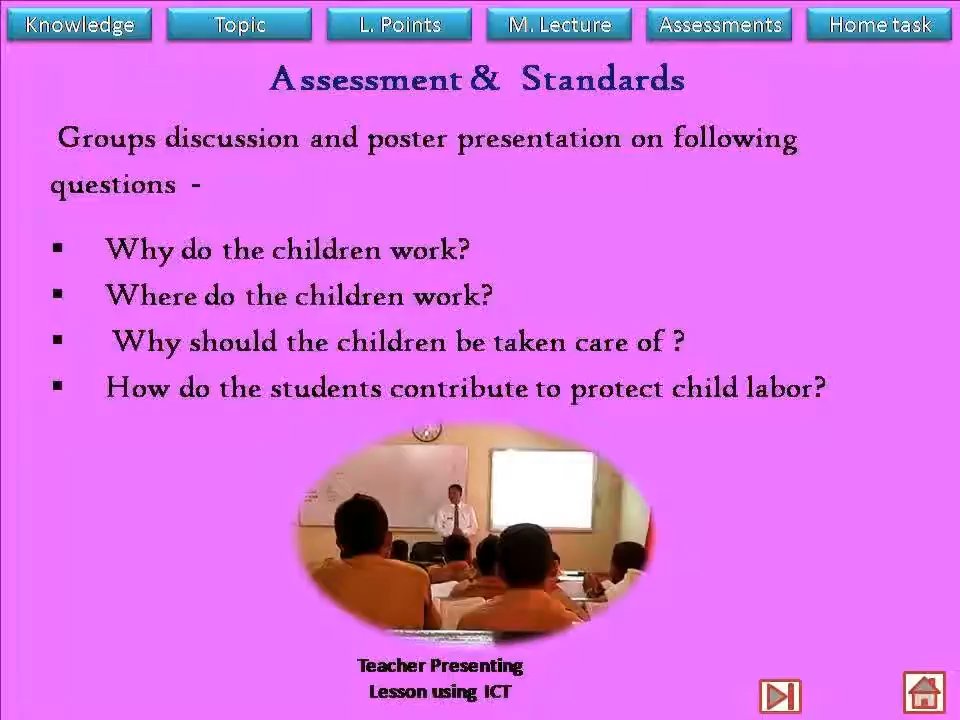 Knowledge Topic L. Points M. Lecture Assessments Home task
Assessment & Standards
Groups discussion and poster presentation on following
questions -
▪ Why do the children work?
▪ Where do the children work?
▪ Why should the children be taken care of ?
▪ How do the students contribute to protect child labor?
Teacher Presenting
Lesson using ICT